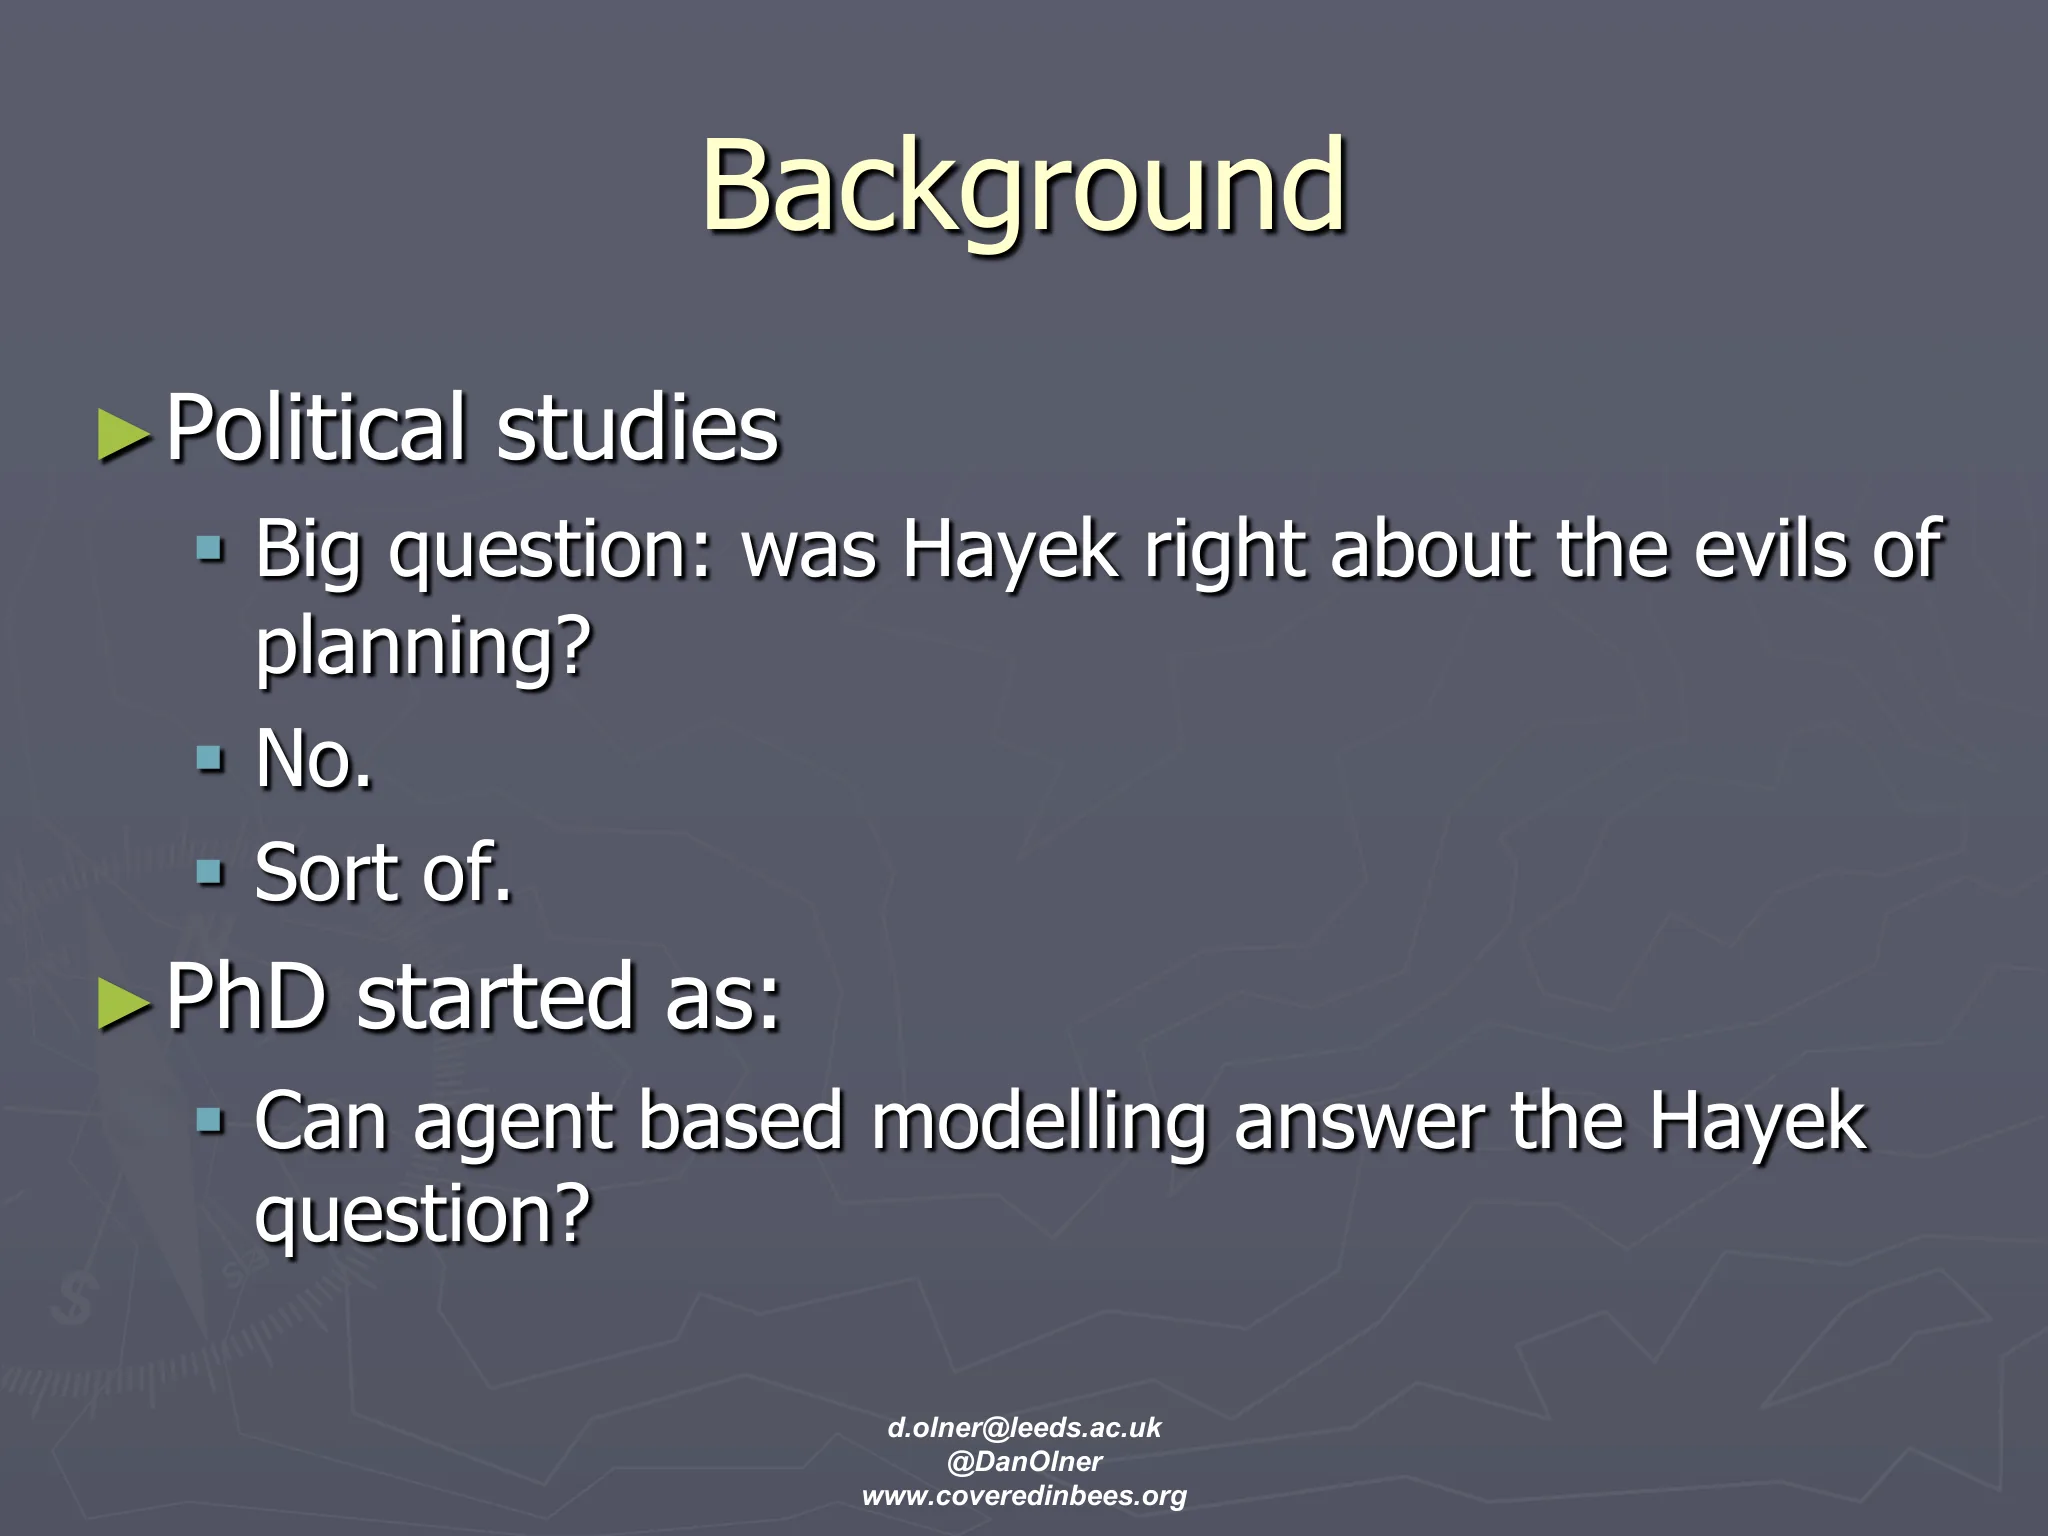 Background
►Political studies
▪ Big question: was Hayek right about the evils of
planning?
▪ No.
▪ Sort of.
►PhD started as:
▪ Can agent based modelling answer the Hayek
question?
d.olner@leeds.ac.uk
@DanOlner
www.coveredinbees.org